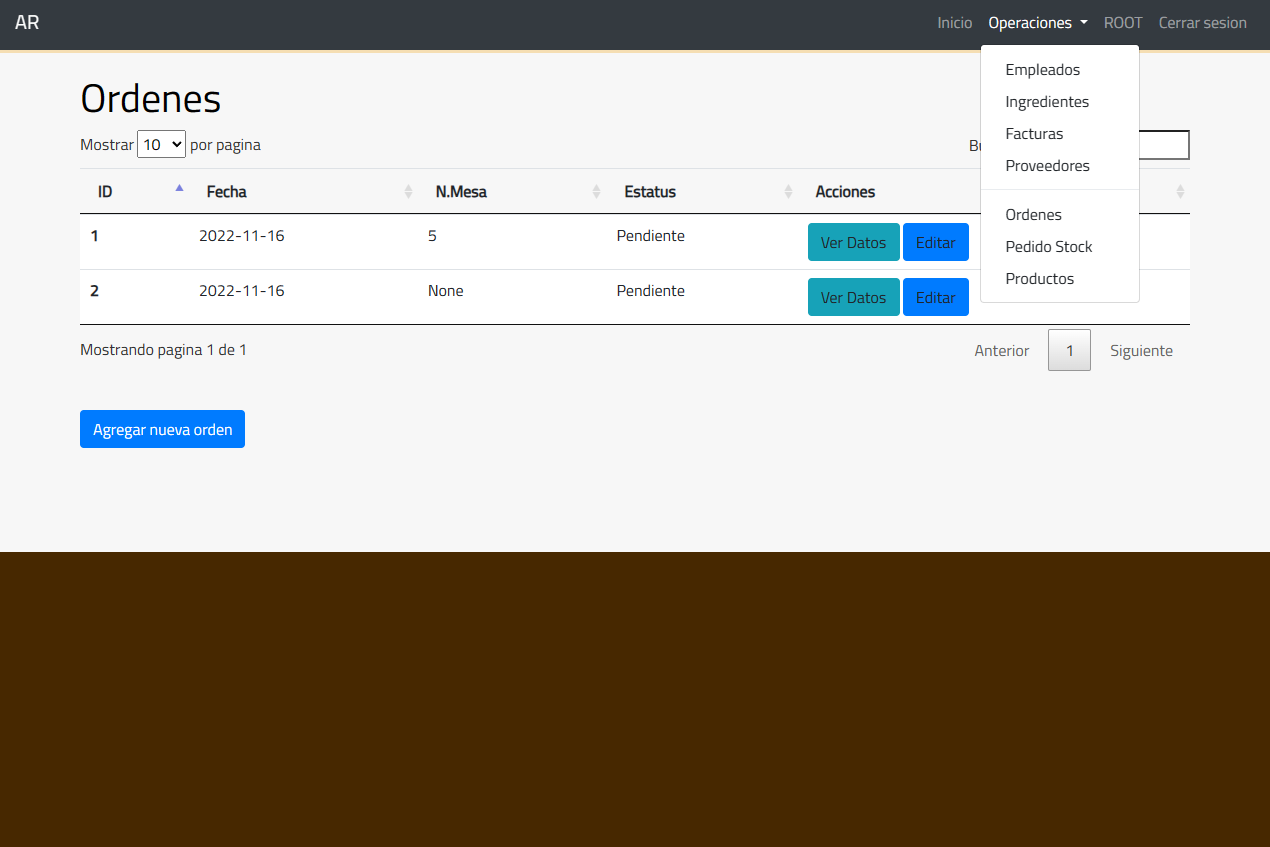 AR Inicio Operaciones ROOT Cerrar sesion
Empleados
Ingredientes
Facturas
Proveedores
Ordenes
Pedido Stock
Productos
Ordenes
Mostrar 10 por pagina
ID Fecha N.Mesa Estatus Acciones
1 2022-11-16 5 Pendiente Ver Datos Editar
2 2022-11-16 None Pendiente Ver Datos Editar
Mostrando pagina 1 de 1 Anterior 1 Siguiente
Agregar nueva orden